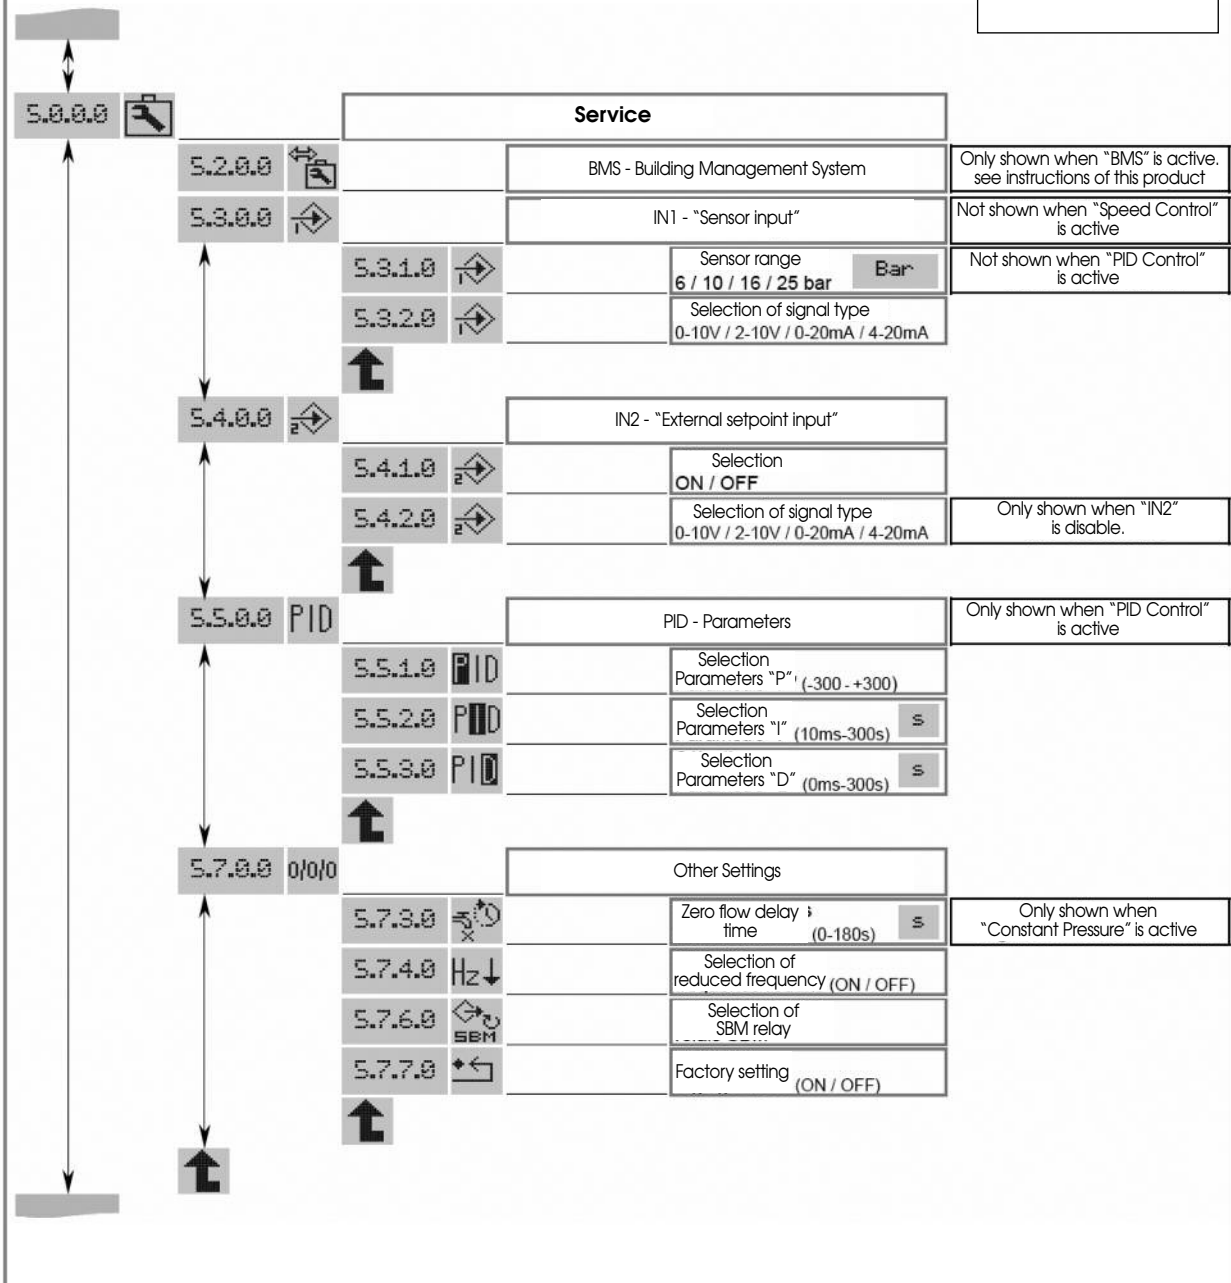 5.0.0.0
Service
5.2.0.0
BMS - Building Management System
Only shown when “BMS” is active.
see instructions of this product
5.3.0.0
1
IN1 - “Sensor input”
Not shown when “Speed Control”
is active
5.3.1.0
1
Sensor range
6 / 10 / 16 / 25 bar
Bar
Not shown when “PID Control”
is active
5.3.2.0
1
Selection of signal type
0-10V / 2-10V / 0-20mA / 4-20mA
5.4.0.0
2
IN2 - “External setpoint input”
5.4.1.0
2
Selection
ON / OFF
5.4.2.0
2
Selection of signal type
0-10V / 2-10V / 0-20mA / 4-20mA
Only shown when “IN2”
is disable.
5.5.0.0
PID
PID - Parameters
Only shown when “PID Control”
is active
5.5.1.0
PID
Selection
Parameters “P” (-300 - +300)
5.5.2.0
PID
Selection
Parameters “I” (10ms-300s)
s
5.5.3.0
PID
Selection
Parameters “D” (0ms-300s)
s
5.7.0.0
0/0/0
Other Settings
5.7.3.0
Zero flow delay
time (0-180s)
s
Only shown when
“Constant Pressure” is active
5.7.4.0
Hz
Selection of
reduced frequency (ON / OFF)
5.7.6.0
SBM
Selection of
SBM relay
5.7.7.0
Factory setting (ON / OFF)